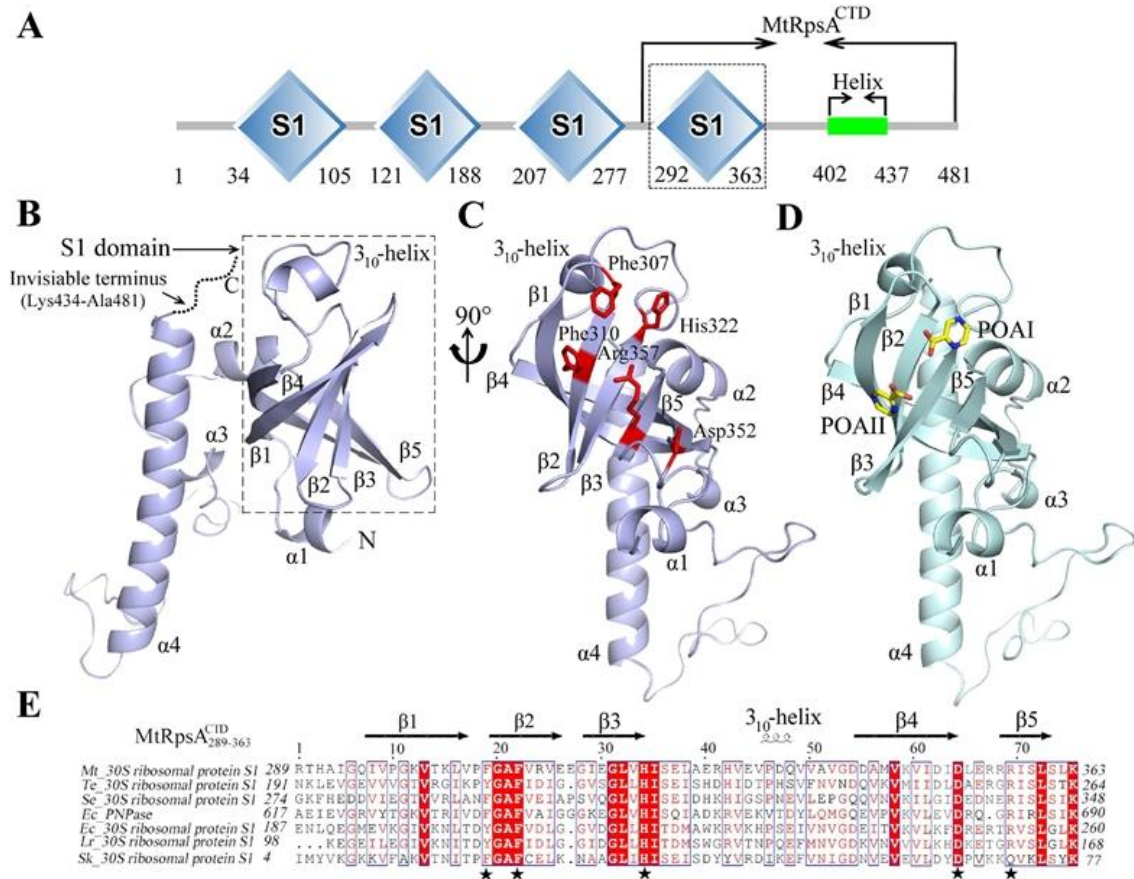 A
MtRpsA^CTD
Helix
S1 S1 S1 S1
1 34 105 121 188 207 277 292 363 402 437 481
B
S1 domain
Invisiable terminus
(Lys434-Ala481)
C
3₁₀-helix
α2
β4
α3
β1
β5
β3
β2
α1
N
α4
90°
C
3₁₀-helix
Phe307
β1
His322
Phe310
Arg357
β4
β5
α2
Asp352
β2
β3
α3
α1
α4
D
3₁₀-helix
β1
POAI
β2
β5
β4
α2
POAII
β3
α3
α1
α4
E
MtRpsA^CTD 289-363
β1 β2 β3 3₁₀-helix β4 β5
1 10 20 30 40 50 60 70
Mt_30S ribosomal protein S1 289 RTHAIGQIVPGKVTKLVPFGAFVRVEEGIEGLVHISELAERHVEVPDQVVAVGDDAMVKVIDIDLERRRISLSLK 363
Te_30S ribosomal protein S1 191 264
Se_30S ribosomal protein S1 274 348
Ec_PNPase 617 690
Ec_30S ribosomal protein S1 187 260
Lr_30S ribosomal protein S1 98 168
Sk_30S ribosomal protein S1 4 77
★ ★ ★ ★ ★